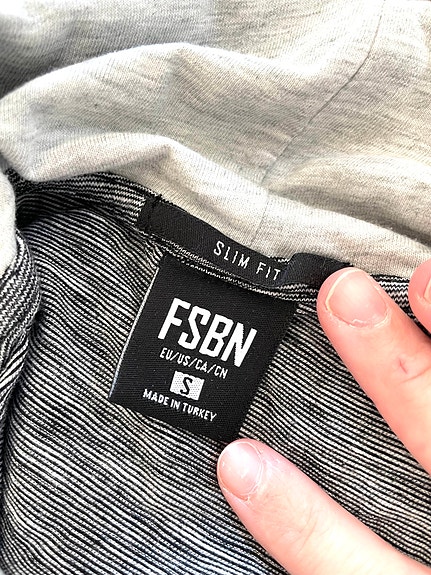 SLIM FIT
FSBN
EU/US/CA/CN
S
MADE IN TURKEY